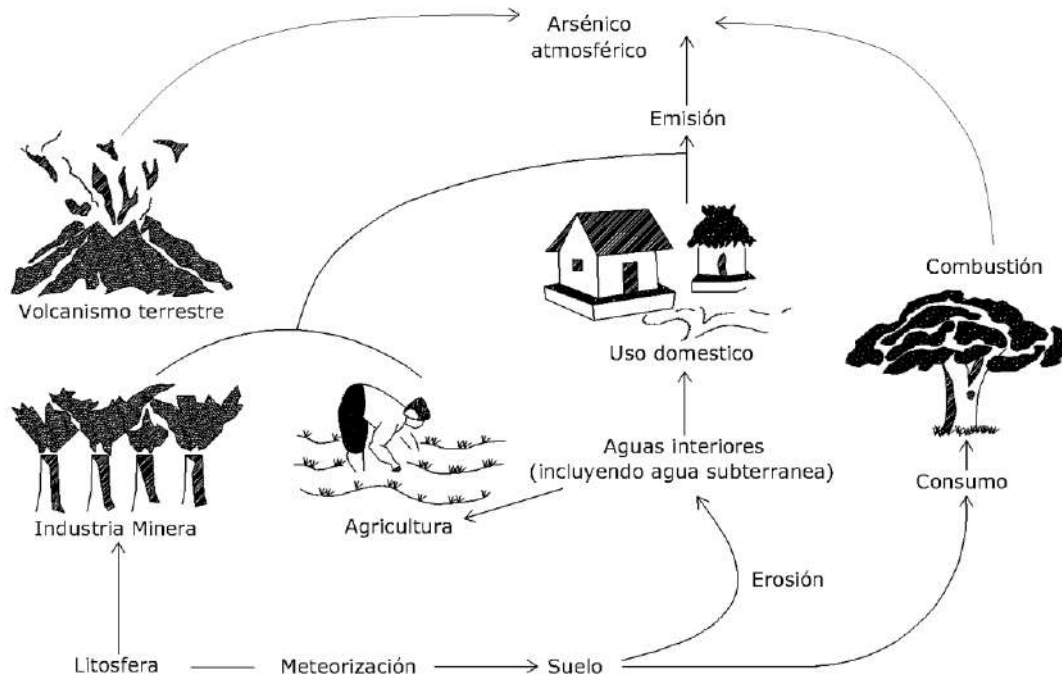 Arsénico
atmosférico
Emisión
Volcanismo terrestre
Combustión
Uso domestico
Aguas interiores
(incluyendo agua subterranea)
Consumo
Industria Minera
Agricultura
Erosión
Litosfera
Meteorización
Suelo